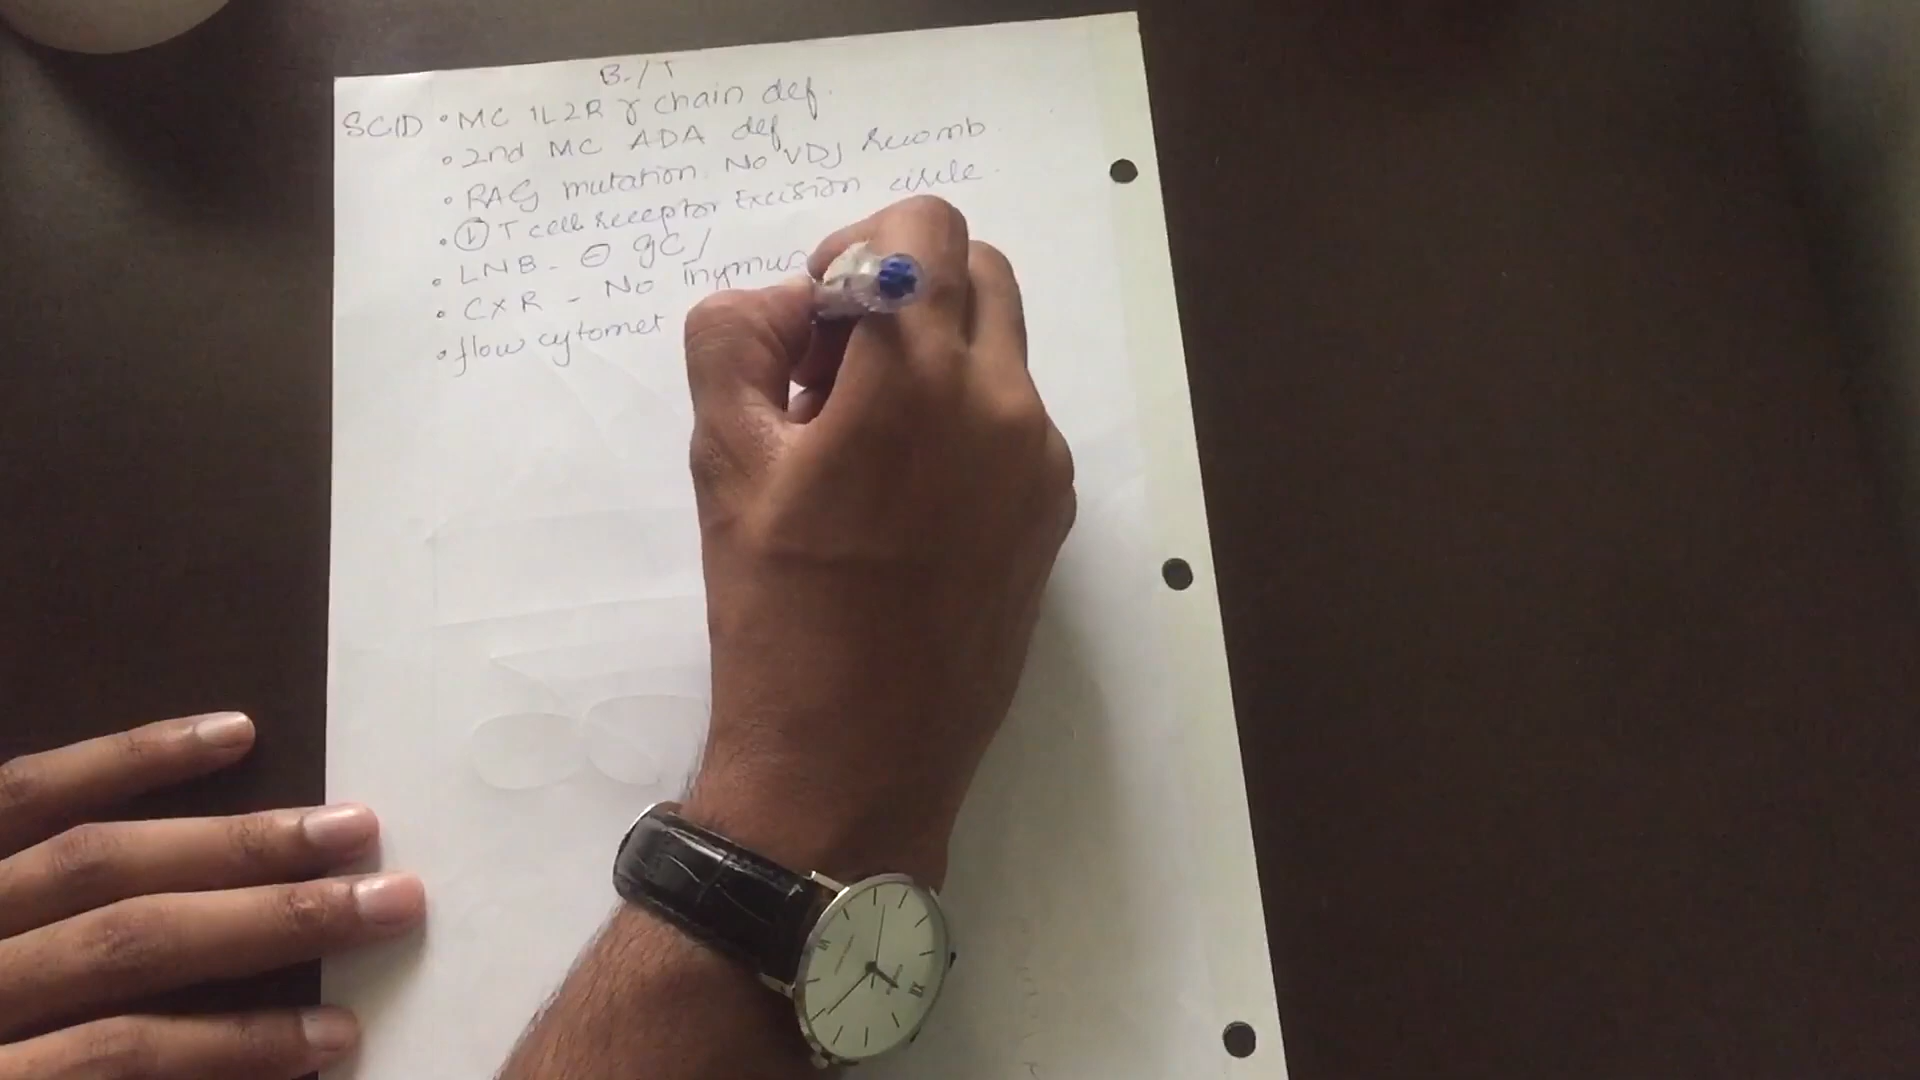 B-/T
SCID • MC IL2R γ chain def.
• 2nd MC ADA def
• RAG mutation. No VDJ recomb
• ↓ T cell receptor Excision circle.
• LNB - ⊖ gC/
• CXR - No Thymus
• flow cytomet